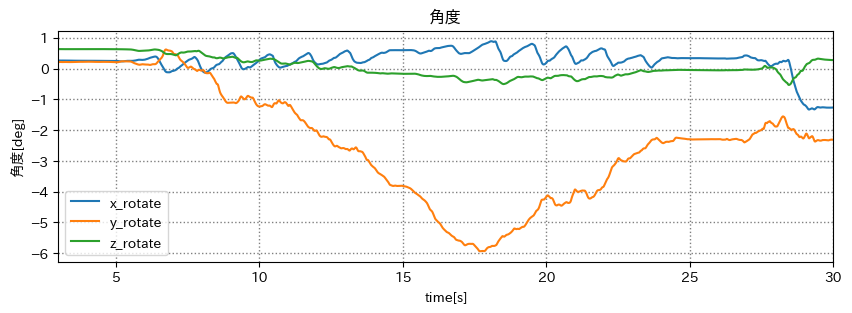 角度
角度[deg]
1
0
−1
−2
−3
−4
−5
−6
x_rotate
y_rotate
z_rotate
5
10
15
20
25
30
time[s]